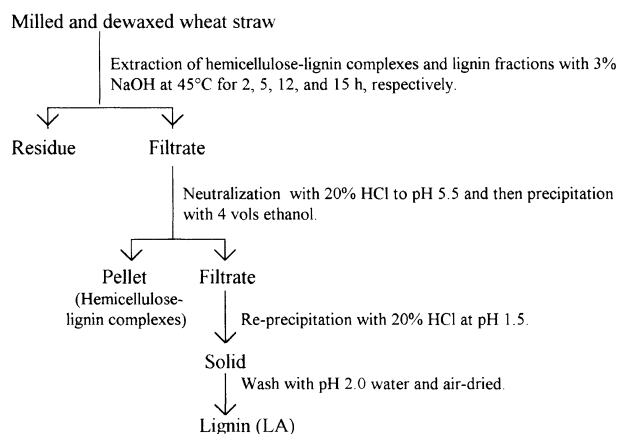 Milled and dewaxed wheat straw
Extraction of hemicellulose-lignin complexes and lignin fractions with 3%
NaOH at 45°C for 2, 5, 12, and 15 h, respectively.
Residue Filtrate
Neutralization with 20% HCl to pH 5.5 and then precipitation
with 4 vols ethanol.
Pellet Filtrate
(Hemicellulose-
lignin complexes)
Re-precipitation with 20% HCl at pH 1.5.
Solid
Wash with pH 2.0 water and air-dried.
Lignin (LA)